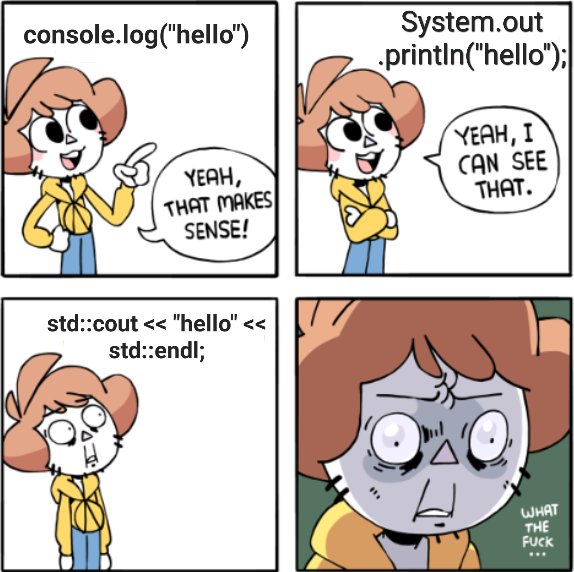 console.log("hello")
YEAH,
THAT MAKES
SENSE!
System.out
.println("hello");
YEAH, I
CAN SEE
THAT.
std::cout << "hello" <<
std::endl;
WHAT
THE
FUCK
...